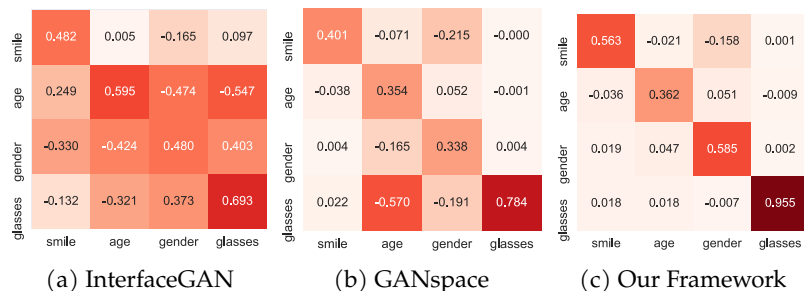 smile 0.482 0.005 -0.165 0.097
age 0.249 0.595 -0.474 -0.547
gender -0.330 -0.424 0.480 0.403
glasses -0.132 -0.321 0.373 0.693
smile age gender glasses
(a) InterfaceGAN
smile 0.401 -0.071 -0.215 -0.000
age -0.038 0.354 0.052 -0.001
gender 0.004 -0.165 0.338 0.004
glasses 0.022 -0.570 -0.191 0.784
smile age gender glasses
(b) GANspace
smile 0.563 -0.021 -0.158 0.001
age -0.036 0.362 0.051 -0.009
gender 0.019 0.047 0.585 0.002
glasses 0.018 0.018 -0.007 0.955
smile age gender glasses
(c) Our Framework